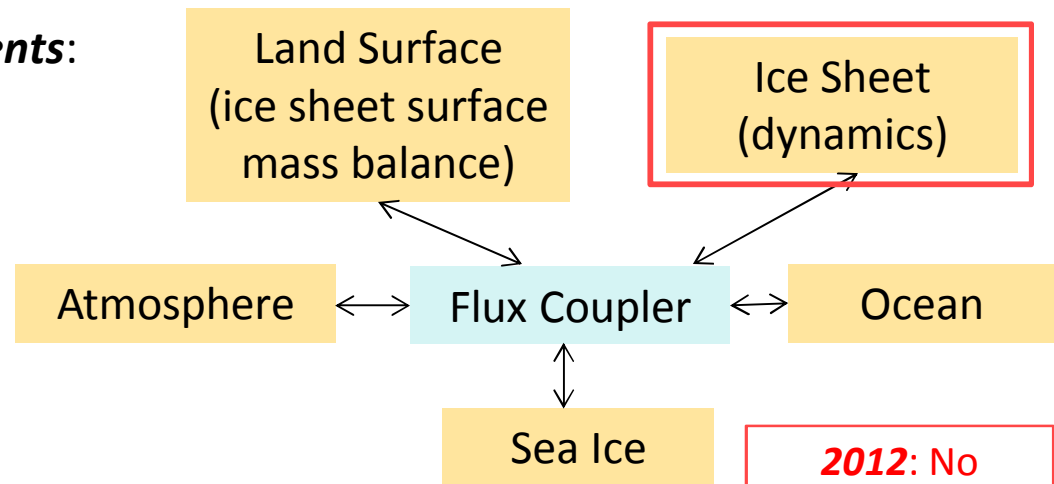 ents:
Land Surface
(ice sheet surface
mass balance)
Ice Sheet
(dynamics)
Atmosphere
Flux Coupler
Ocean
Sea Ice
2012: No